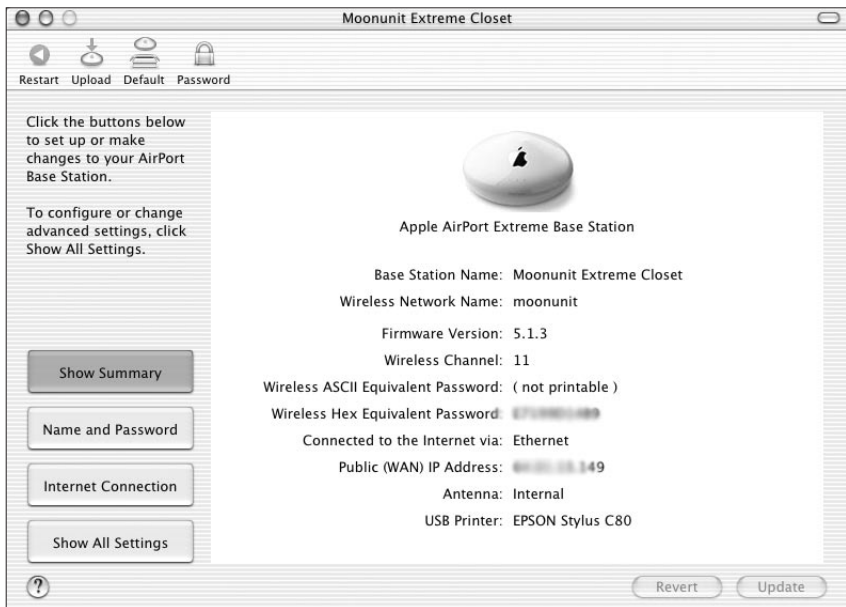 Moonunit Extreme Closet
Restart Upload Default Password
Click the buttons below
to set up or make
changes to your AirPort
Base Station.
To configure or change
advanced settings, click
Show All Settings.
Show Summary
Name and Password
Internet Connection
Show All Settings
Apple AirPort Extreme Base Station
Base Station Name: Moonunit Extreme Closet
Wireless Network Name: moonunit
Firmware Version: 5.1.3
Wireless Channel: 11
Wireless ASCII Equivalent Password: ( not printable )
Wireless Hex Equivalent Password:
Connected to the Internet via: Ethernet
Public (WAN) IP Address: .149
Antenna: Internal
USB Printer: EPSON Stylus C80
?
Revert Update